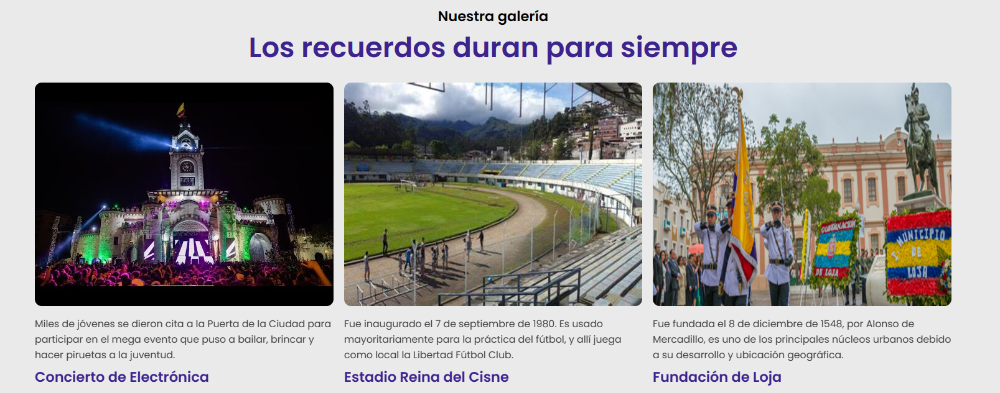 Nuestra galería
Los recuerdos duran para siempre
GOBERNACIÓN
DE LOJA
I. MUNICIPIO
DE
LOJA
Miles de jóvenes se dieron cita a la Puerta de la Ciudad para
participar en el mega evento que puso a bailar, brincar y
hacer piruetas a la juventud.
Concierto de Electrónica
Fue inaugurado el 7 de septiembre de 1980. Es usado
mayoritariamente para la práctica del fútbol, y allí juega
como local la Libertad Fútbol Club.
Estadio Reina del Cisne
Fue fundada el 8 de diciembre de 1548, por Alonso de
Mercadillo, es uno de los principales núcleos urbanos debido
a su desarrollo y ubicación geográfica.
Fundación de Loja